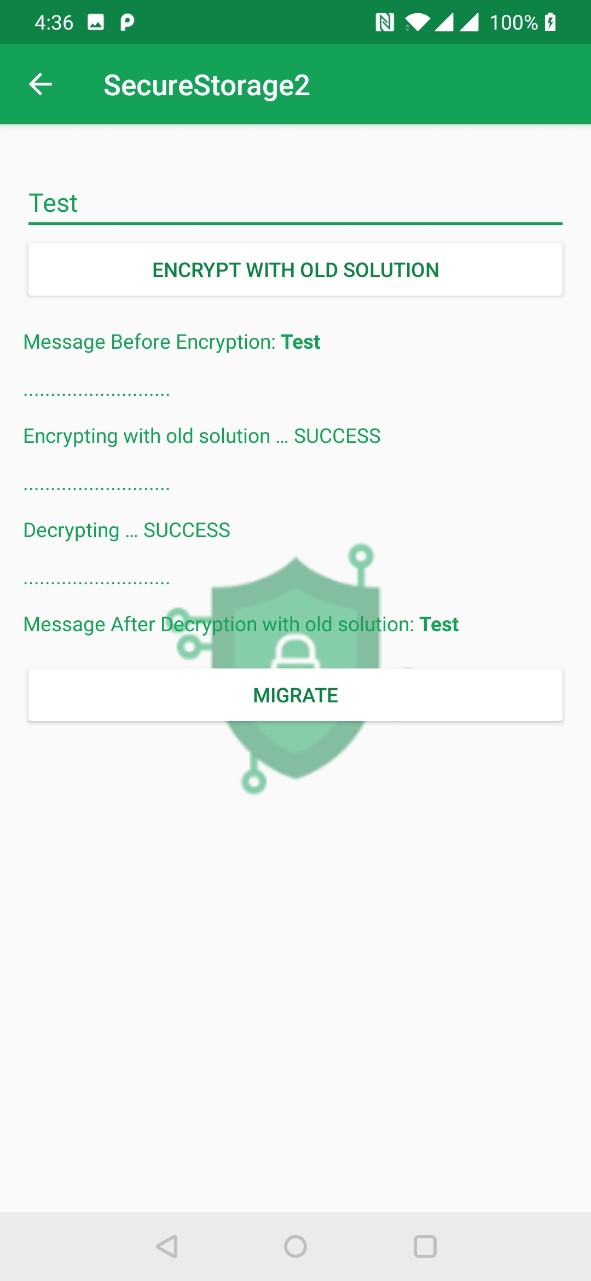 4:36 100%
SecureStorage2
Test
ENCRYPT WITH OLD SOLUTION
Message Before Encryption: Test
...........................
Encrypting with old solution ... SUCCESS
...........................
Decrypting ... SUCCESS
...........................
Message After Decryption with old solution: Test
MIGRATE